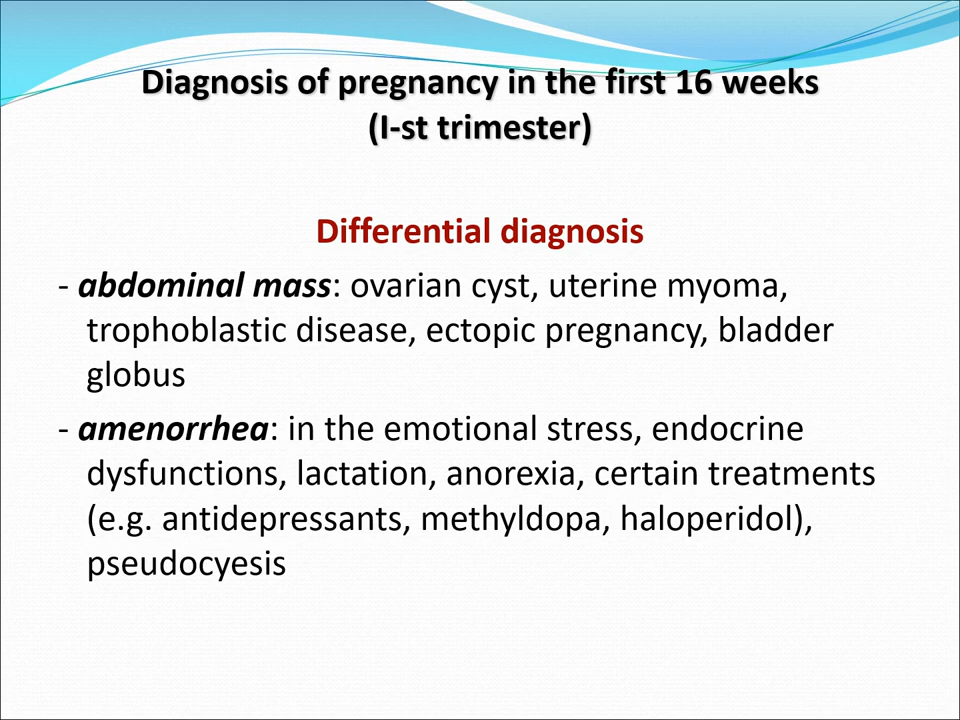 Diagnosis of pregnancy in the first 16 weeks
(I-st trimester)
Differential diagnosis
- abdominal mass: ovarian cyst, uterine myoma,
trophoblastic disease, ectopic pregnancy, bladder
globus
- amenorrhea: in the emotional stress, endocrine
dysfunctions, lactation, anorexia, certain treatments
(e.g. antidepressants, methyldopa, haloperidol),
pseudocyesis